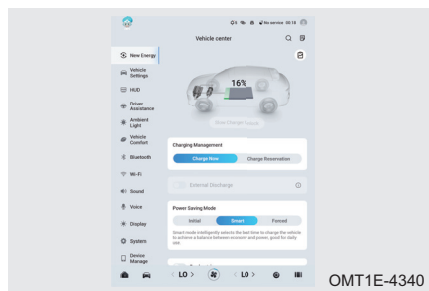 No service 00:18
Vehicle center
New Energy
Vehicle
Settings
HUD
Driver
Assistance
Ambient
Light
Vehicle
Comfort
Bluetooth
Wi-Fi
Sound
Voice
Display
System
Device
Manage
16%
Charging Management
Charge Now
Charge Reservation
External Discharge
Power Saving Mode
Initial
Smart
Forced
Smart mode intelligently selects the best time to charge the vehicle
to achieve a balance between economy and power, good for daily
use
< LO >
< LO >
OMT1E-4340